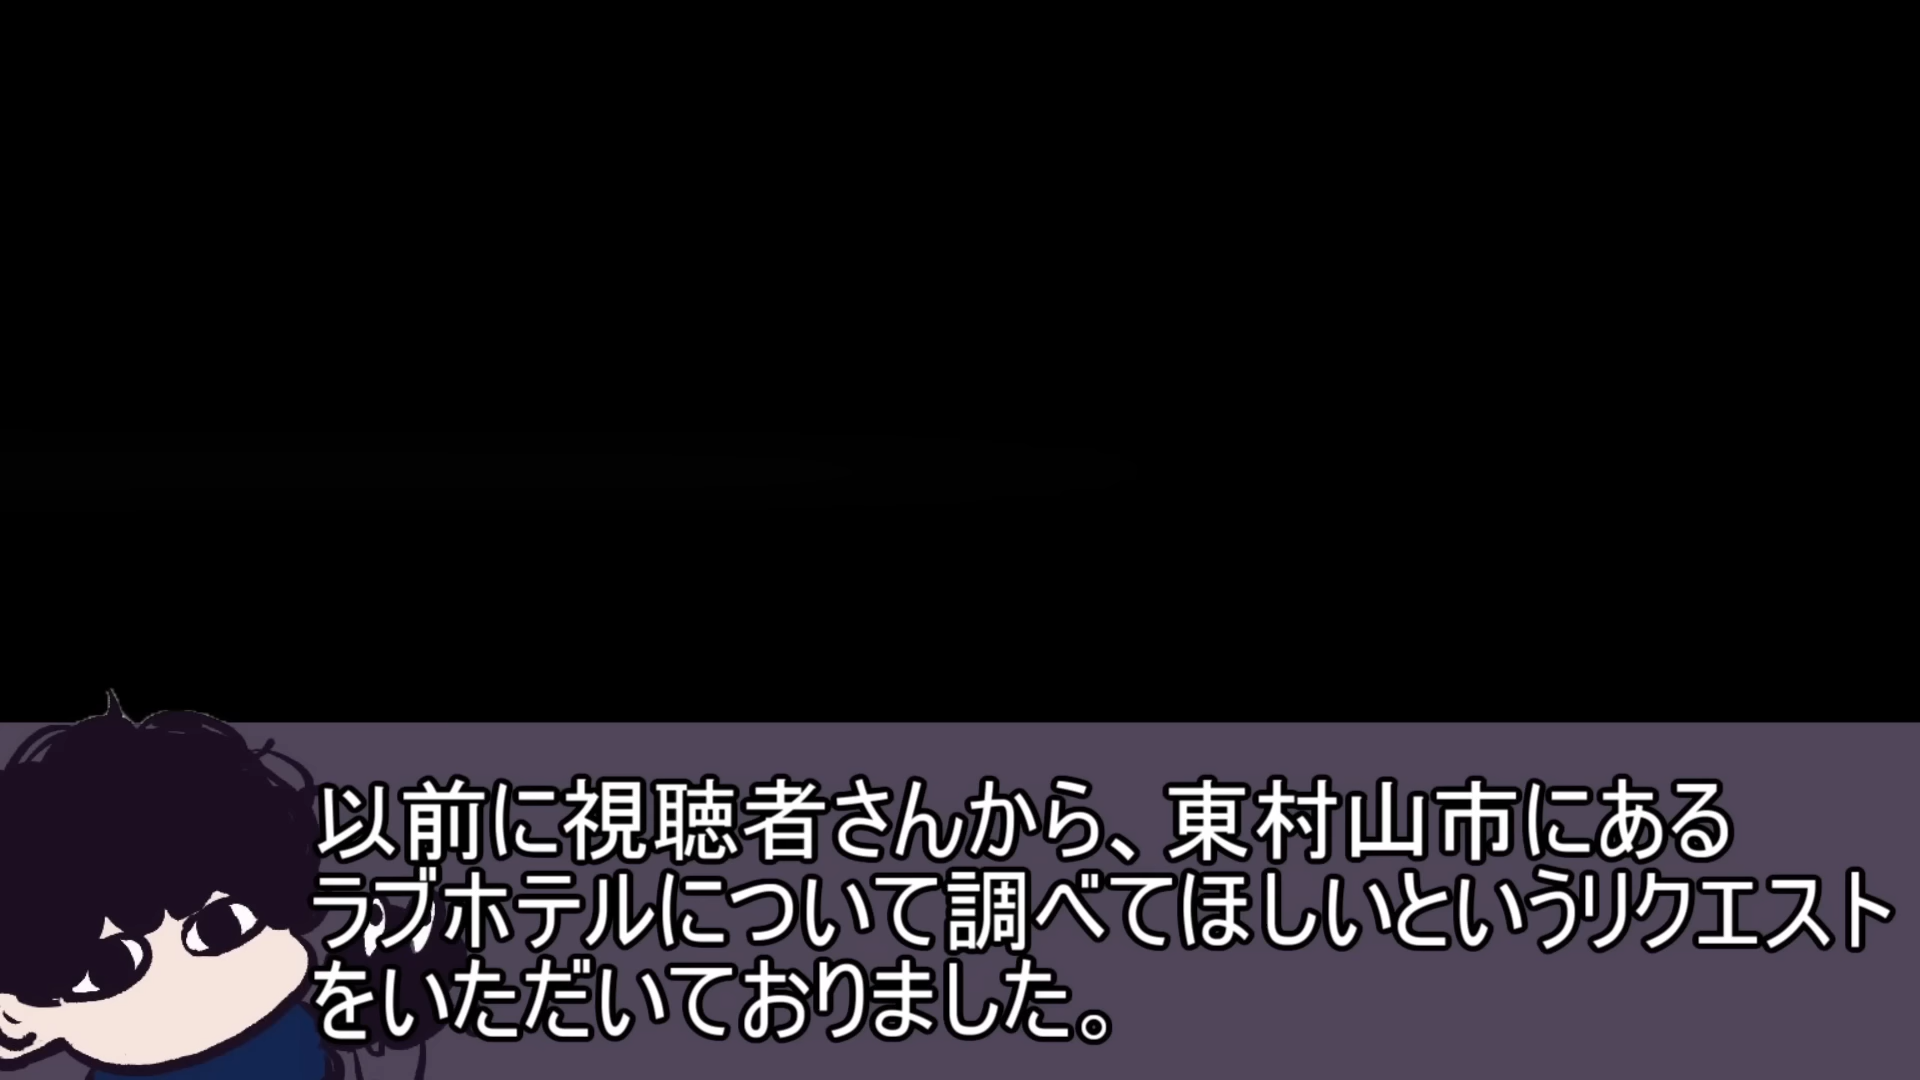 以前に視聴者さんから、東村山市にある
ラブホテルについて調べてほしいというリクエスト
をいただいておりました。